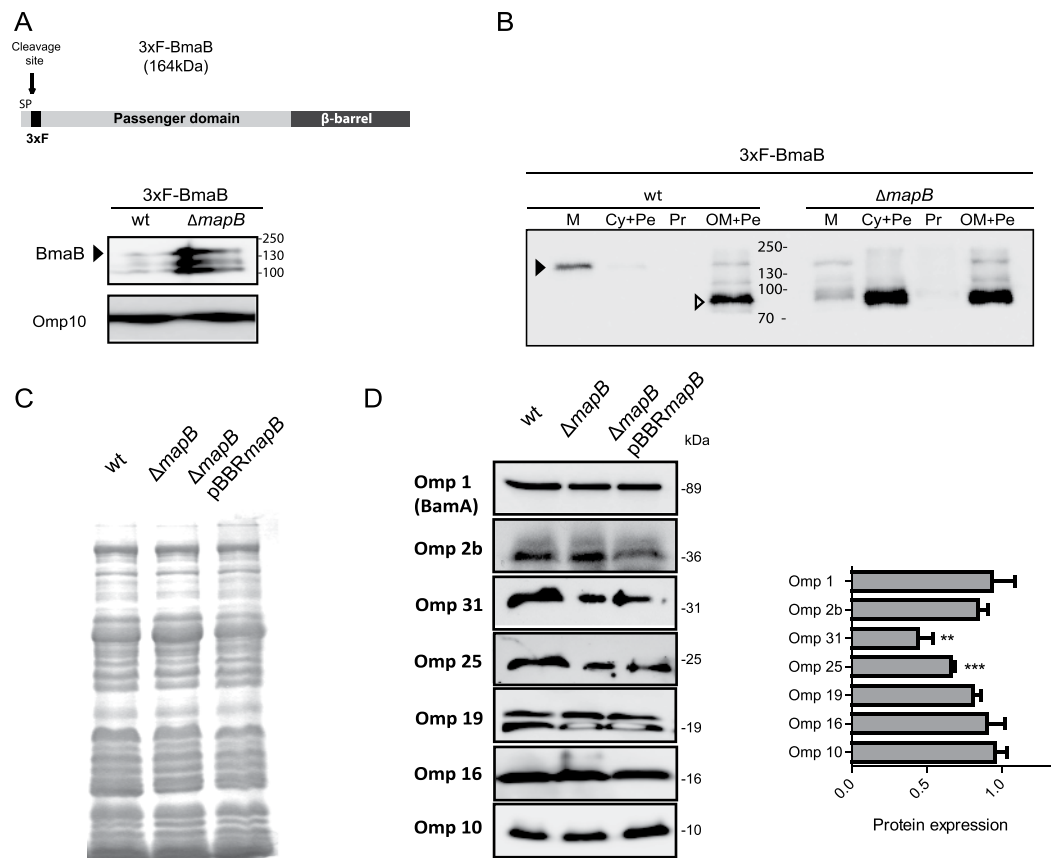 A
Cleavage
site
3xF-BmaB
(164kDa)
SP
Passenger domain
β-barrel
3xF
3xF-BmaB
wt ΔmapB
BmaB
-250
-130
-100
Omp10
B
3xF-BmaB
wt ΔmapB
M Cy+Pe Pr OM+Pe M Cy+Pe Pr OM+Pe
250-
130-
100-
70 -
C
wt
ΔmapB
ΔmapB
pBBRmapB
D
wt
ΔmapB
ΔmapB
pBBRmapB
kDa
Omp 1
(BamA)
-89
Omp 2b
-36
Omp 31
-31
Omp 25
-25
Omp 19
-19
Omp 16
-16
Omp 10
-10
Omp 1
Omp 2b
Omp 31 **
Omp 25 ***
Omp 19
Omp 16
Omp 10
0.0 0.5 1.0
Protein expression